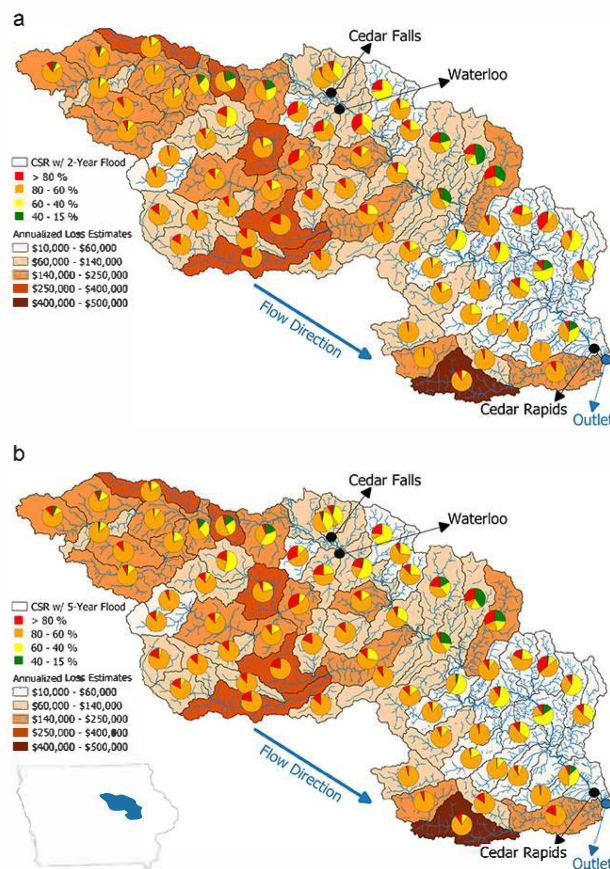 a
Cedar Falls
Waterloo
CSR w/ 2-Year Flood
> 80 %
80 - 60 %
60 - 40 %
40 - 15 %
Annualized Loss Estimates
$10,000 - $60,000
$60,000 - $140,000
$140,000 - $250,000
$250,000 - $400,000
$400,000 - $500,000
Flow Direction
Cedar Rapids
Outlet
b
Cedar Falls
Waterloo
CSR w/ 5-Year Flood
> 80 %
80 - 60 %
60 - 40 %
40 - 15 %
Annualized Loss Estimates
$10,000 - $60,000
$60,000 - $140,000
$140,000 - $250,000
$250,000 - $400,000
$400,000 - $500,000
Flow Direction
Cedar Rapids
Outlet